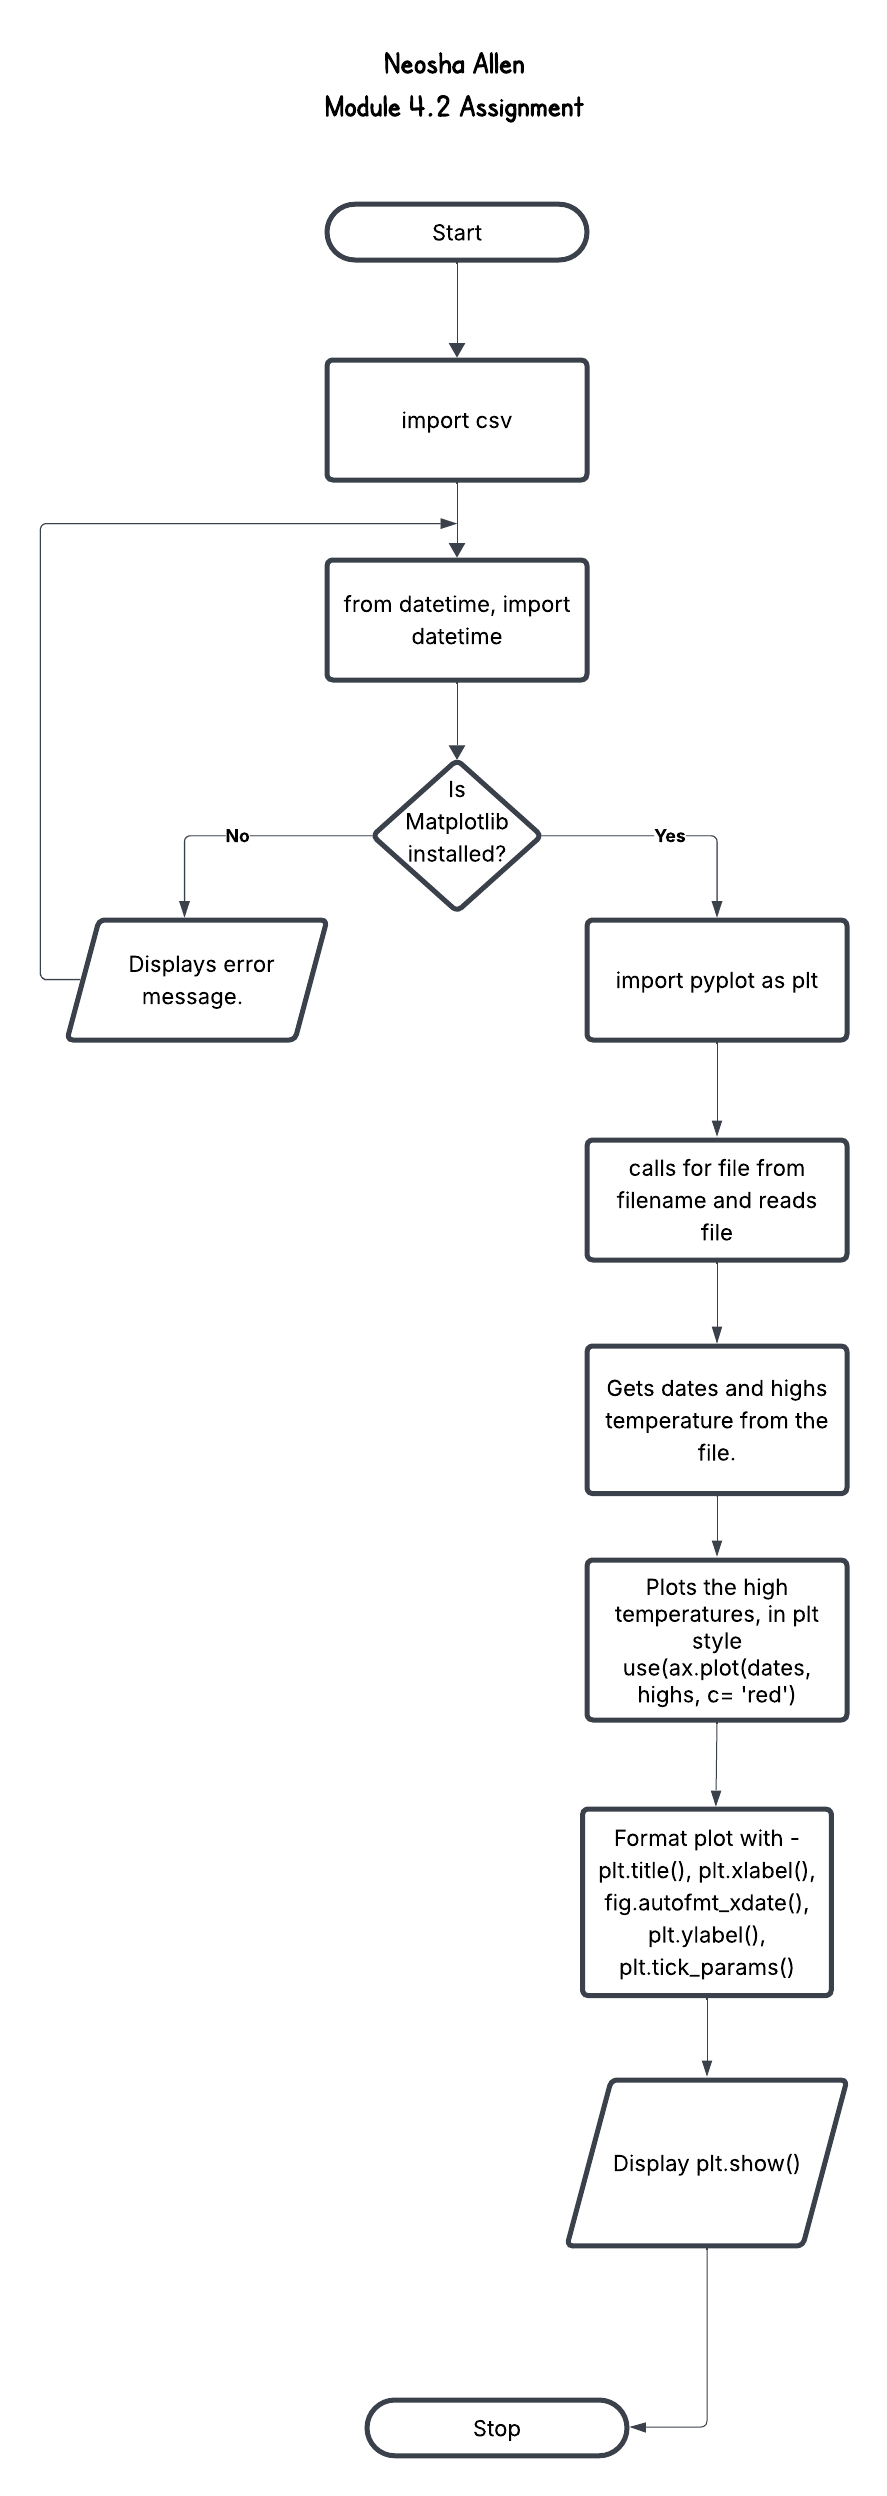 Neosha Allen
Module 4.2 Assignment
Start
import csv
from datetime, import
datetime
Is
Matplotlib
installed?
No
Yes
Displays error
message.
import pyplot as plt
calls for file from
filename and reads
file
Gets dates and highs
temperature from the
file.
Plots the high
temperatures, in plt
style
use(ax.plot(dates,
highs, c= 'red')
Format plot with -
plt.title(), plt.xlabel(),
fig.autofmt_xdate(),
plt.ylabel(),
plt.tick_params()
Display plt.show()
Stop